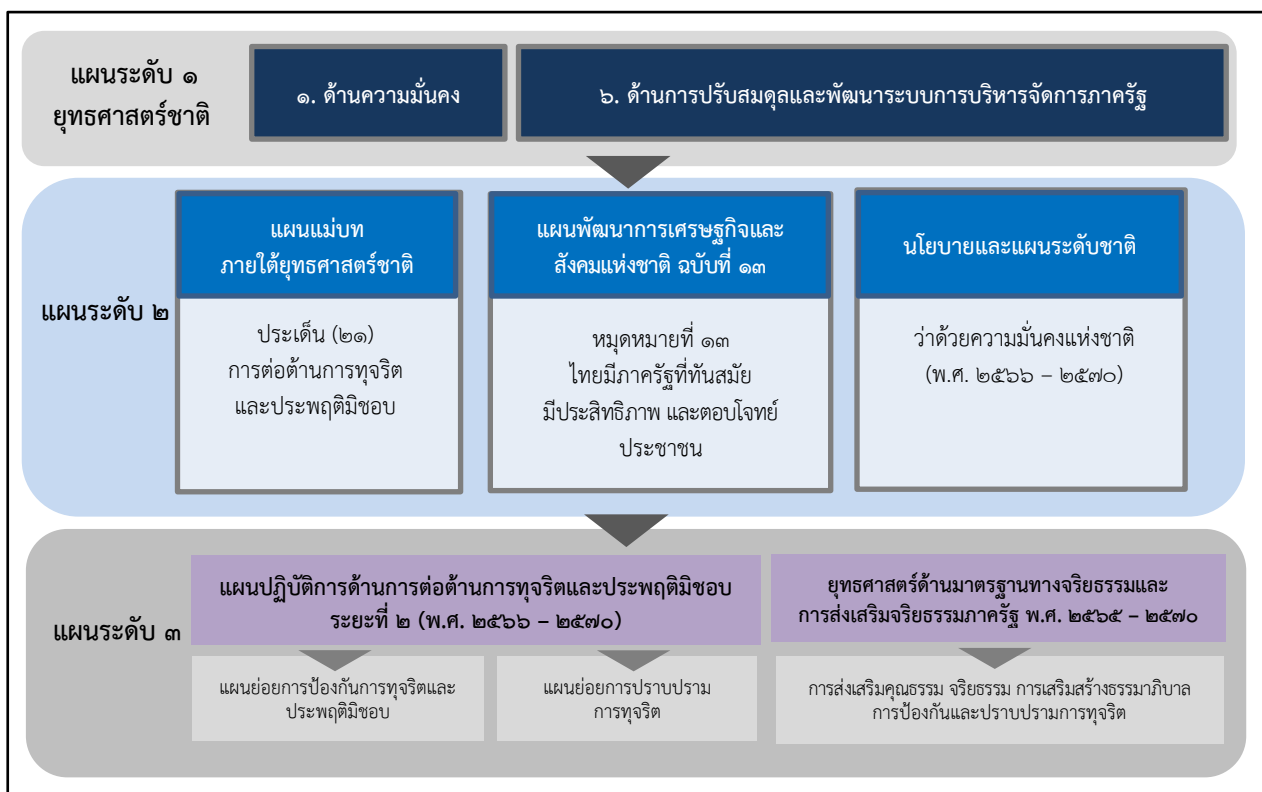 แผนระดับ ๑
ยุทธศาสตร์ชาติ
๑. ด้านความมั่นคง
๖. ด้านการปรับสมดุลและพัฒนาระบบการบริหารจัดการภาครัฐ
แผนระดับ ๒
แผนแม่บท
ภายใต้ยุทธศาสตร์ชาติ
ประเด็น (๒๑)
การต่อต้านการทุจริต
และประพฤติมิชอบ
แผนพัฒนาการเศรษฐกิจและ
สังคมแห่งชาติ ฉบับที่ ๑๓
หมุดหมายที่ ๑๓
ไทยมีภาครัฐที่ทันสมัย
มีประสิทธิภาพ และตอบโจทย์
ประชาชน
นโยบายและแผนระดับชาติ
ว่าด้วยความมั่นคงแห่งชาติ
(พ.ศ. ๒๕๖๖ – ๒๕๗๐)
แผนระดับ ๓
แผนปฏิบัติการด้านการต่อต้านการทุจริตและประพฤติมิชอบ
ระยะที่ ๒ (พ.ศ. ๒๕๖๖ – ๒๕๗๐)
แผนย่อยการป้องกันการทุจริตและ
ประพฤติมิชอบ
แผนย่อยการปราบปราม
การทุจริต
ยุทธศาสตร์ด้านมาตรฐานทางจริยธรรมและ
การส่งเสริมจริยธรรมภาครัฐ พ.ศ. ๒๕๖๕ – ๒๕๗๐
การส่งเสริมคุณธรรม จริยธรรม การเสริมสร้างธรรมาภิบาล
การป้องกันและปราบปรามการทุจริต